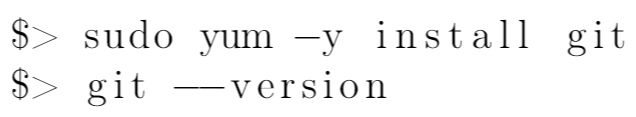 $> sudo yum −y install git
$> git −−version